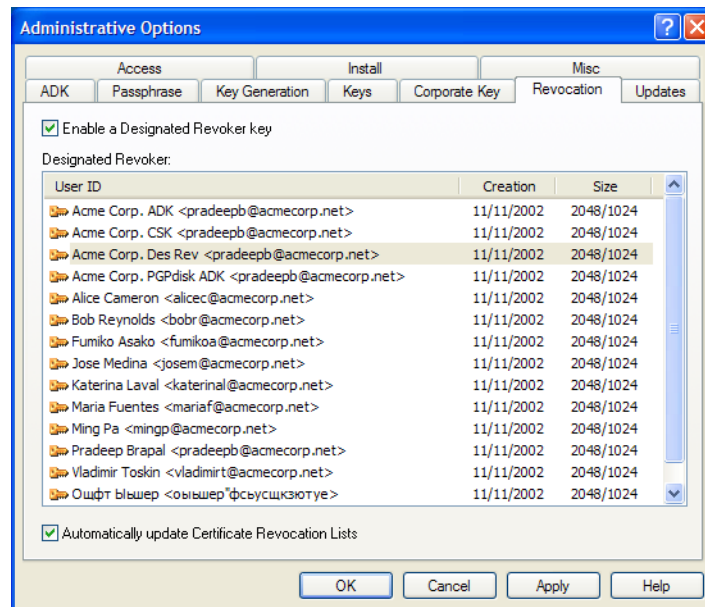 Administrative Options
Access Install Misc
ADK Passphrase Key Generation Keys Corporate Key Revocation Updates
Enable a Designated Revoker key
Designated Revoker:
User ID Creation Size
Acme Corp. ADK <pradeepb@acmecorp.net> 11/11/2002 2048/1024
Acme Corp. CSK <pradeepb@acmecorp.net> 11/11/2002 2048/1024
Acme Corp. Des Rev <pradeepb@acmecorp.net> 11/11/2002 2048/1024
Acme Corp. PGPdisk ADK <pradeepb@acmecorp.net> 11/11/2002 2048/1024
Alice Cameron <alicec@acmecorp.net> 11/11/2002 2048/1024
Bob Reynolds <bobr@acmecorp.net> 11/11/2002 2048/1024
Fumiko Asako <fumikoa@acmecorp.net> 11/11/2002 2048/1024
Jose Medina <josem@acmecorp.net> 11/11/2002 2048/1024
Katerina Laval <katerinal@acmecorp.net> 11/11/2002 2048/1024
Maria Fuentes <mariaf@acmecorp.net> 11/11/2002 2048/1024
Ming Pa <mingp@acmecorp.net> 11/11/2002 2048/1024
Pradeep Brapal <pradeepb@acmecorp.net> 11/11/2002 2048/1024
Vladimir Toskin <vladimirt@acmecorp.net> 11/11/2002 2048/1024
Ощфт Ыьшер <оыьшер"фсьусщкзютуе> 11/11/2002 2048/1024
Automatically update Certificate Revocation Lists
OK Cancel Apply Help